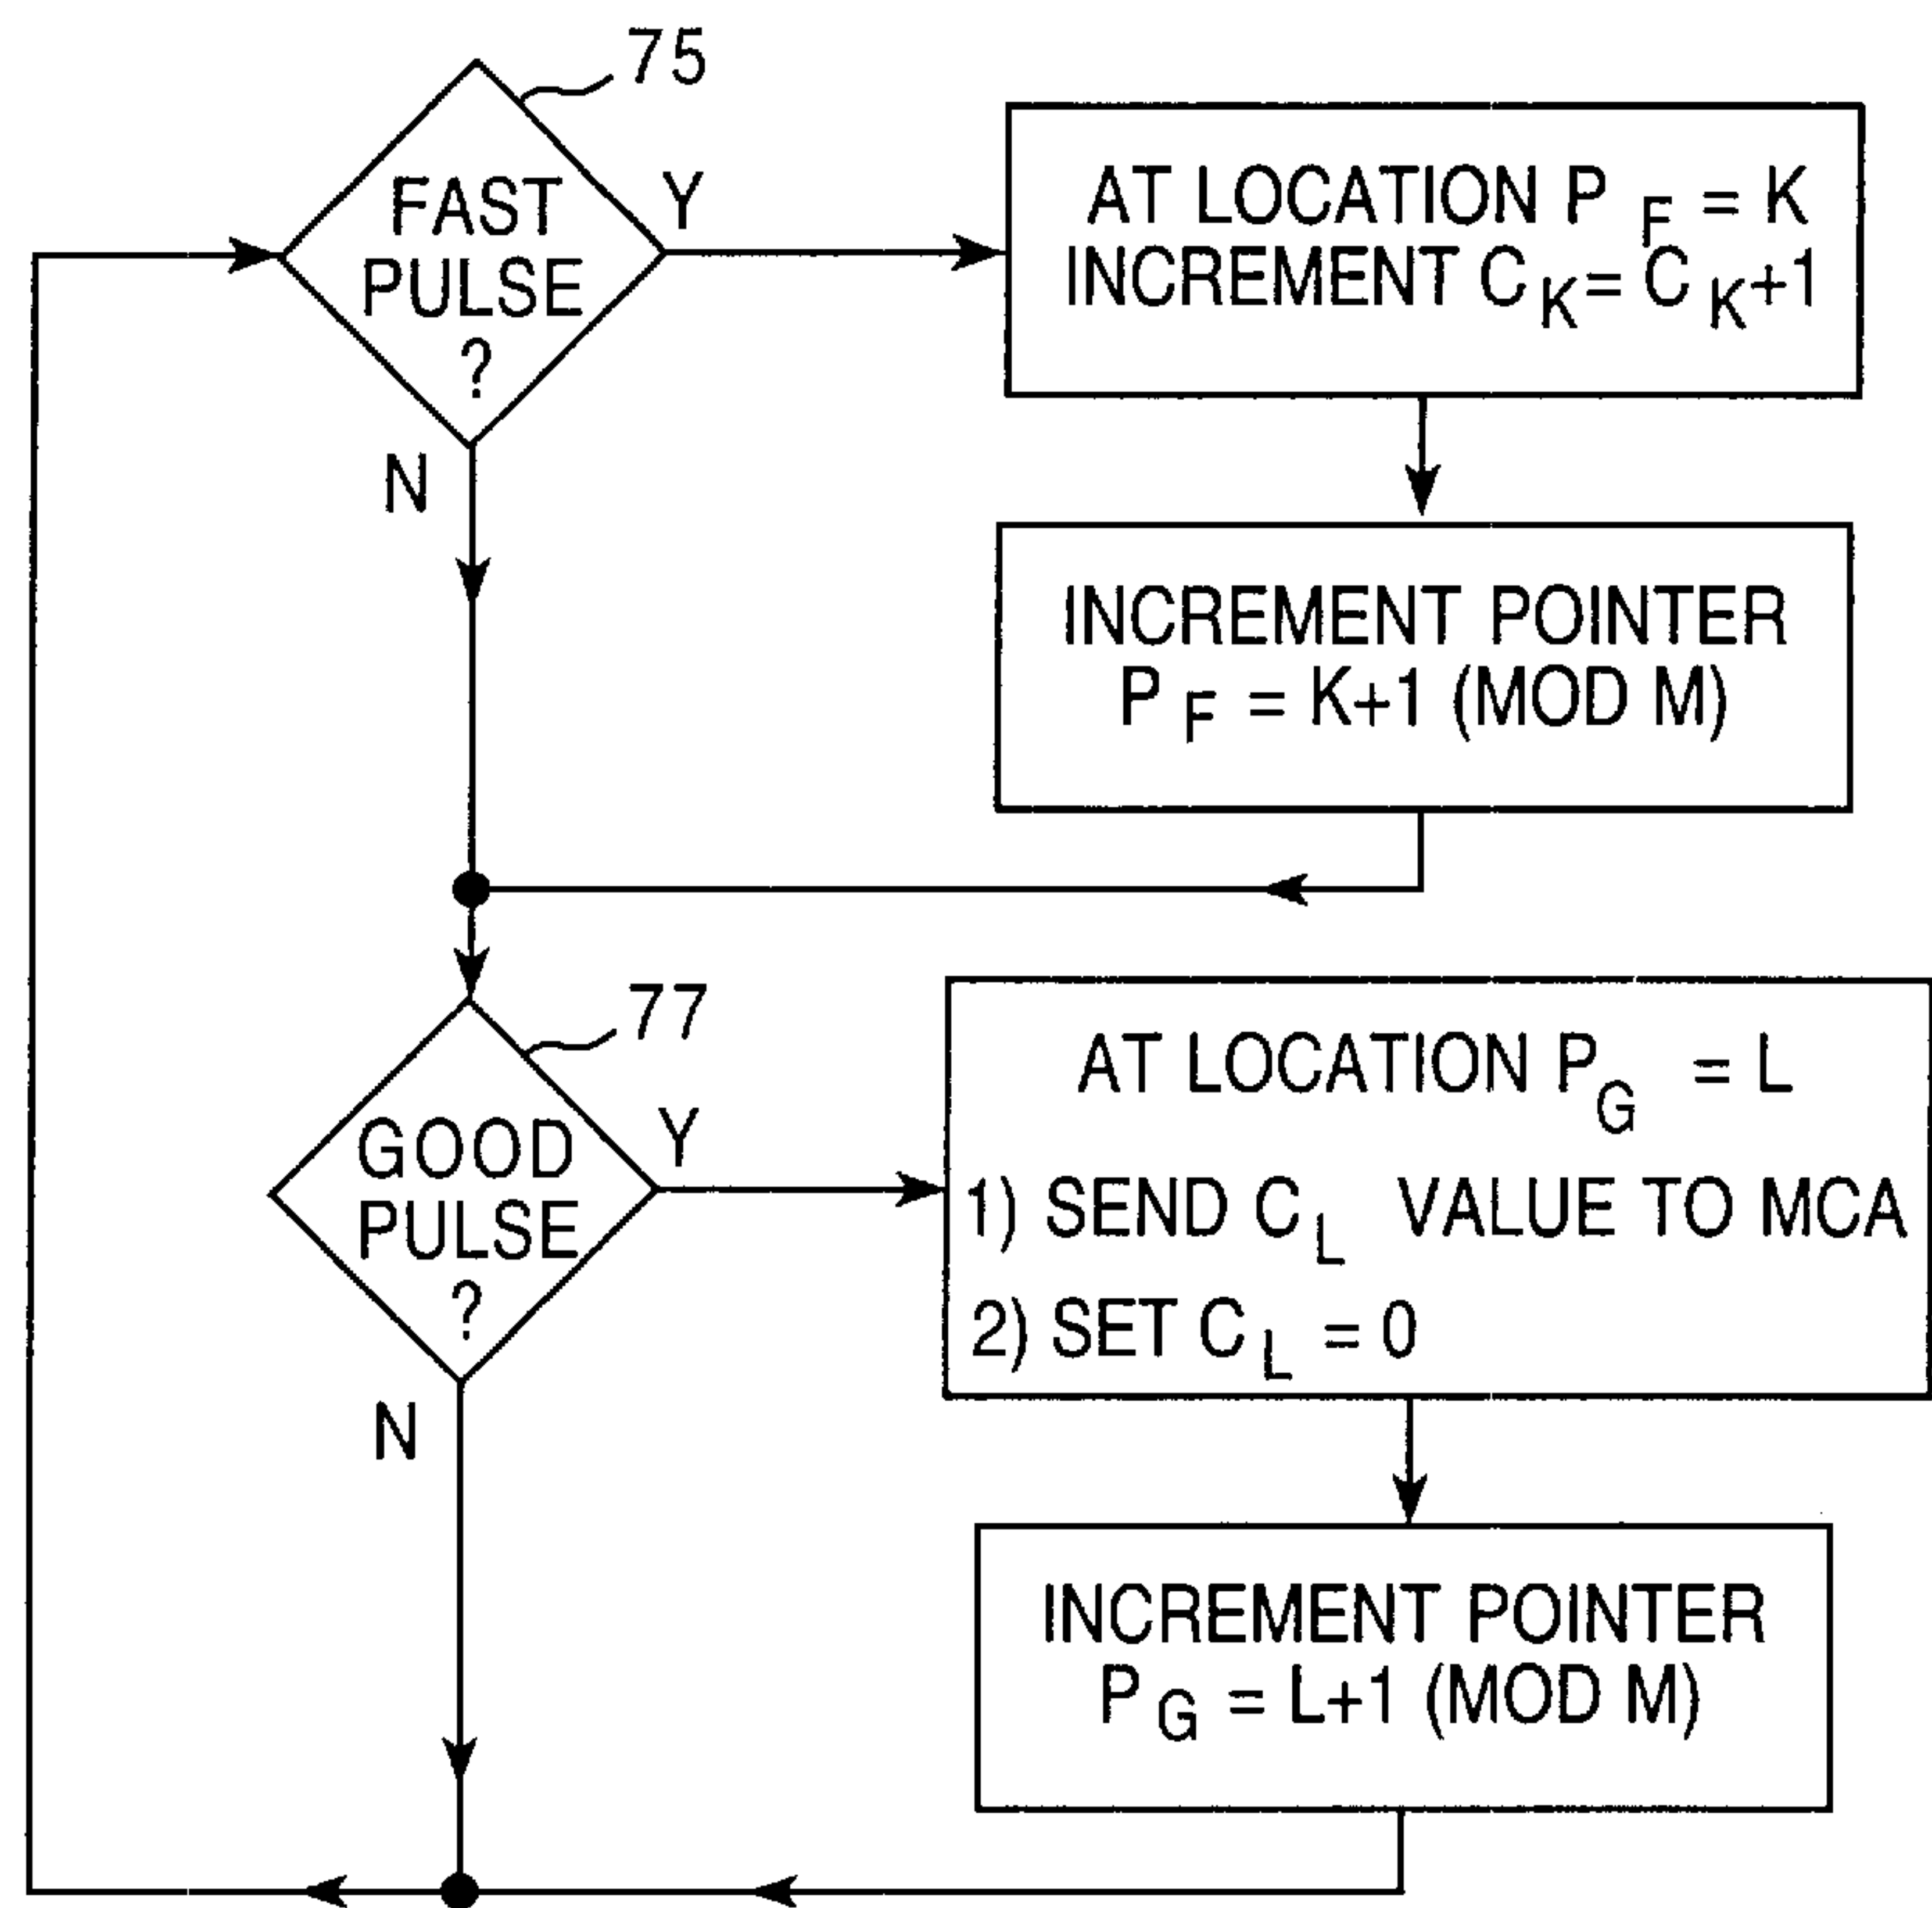 75
FAST
PULSE
?
Y
N
AT LOCATION P F = K
INCREMENT C K = C K +1
INCREMENT POINTER
P F = K+1 (MOD M)
77
GOOD
PULSE
?
Y
N
AT LOCATION P G = L
1) SEND C L VALUE TO MCA
2) SET C L = 0
INCREMENT POINTER
P G = L+1 (MOD M)